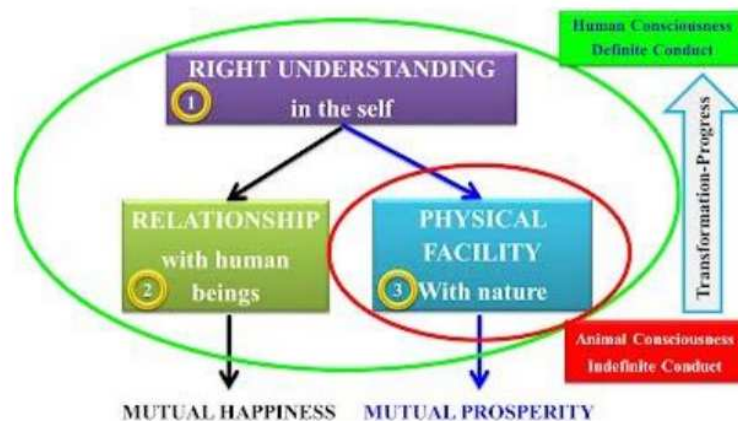 Human Consciousness
Definite Conduct
RIGHT UNDERSTANDING
1
in the self
Transformation-Progress
RELATIONSHIP
with human
2
beings
PHYSICAL
FACILITY
3
With nature
Animal Consciousness
Indefinite Conduct
MUTUAL HAPPINESS
MUTUAL PROSPERITY